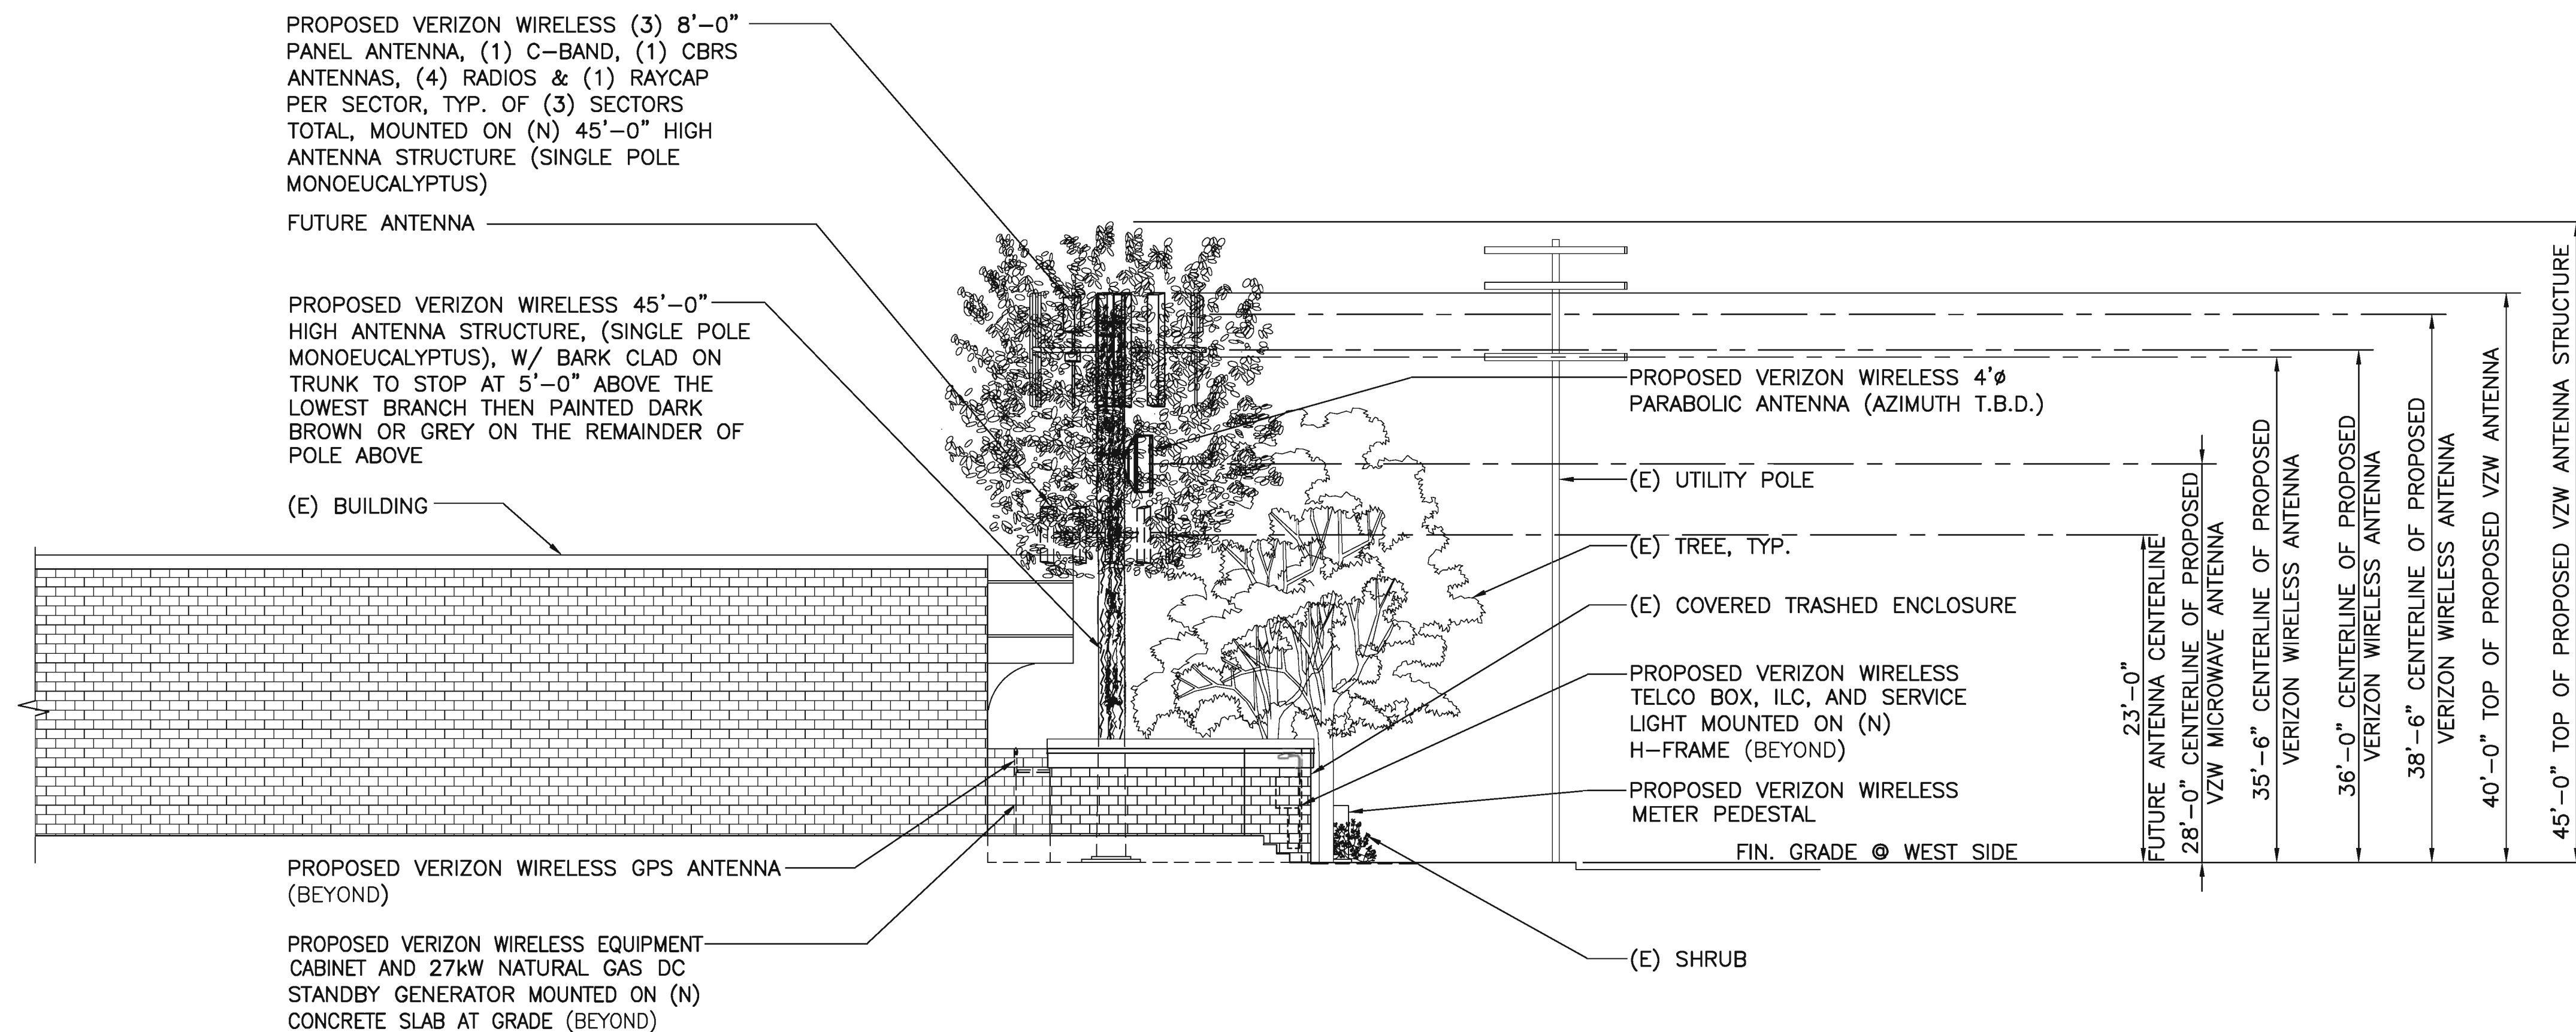 PROPOSED VERIZON WIRELESS (3) 8'-0"
PANEL ANTENNA, (1) C-BAND, (1) CBRS
ANTENNAS, (4) RADIOS & (1) RAYCAP
PER SECTOR, TYP. OF (3) SECTORS
TOTAL, MOUNTED ON (N) 45'-0" HIGH
ANTENNA STRUCTURE (SINGLE POLE
MONOEUCALYPTUS)
FUTURE ANTENNA
PROPOSED VERIZON WIRELESS 45'-0"
HIGH ANTENNA STRUCTURE, (SINGLE POLE
MONOEUCALYPTUS), W/ BARK CLAD ON
TRUNK TO STOP AT 5'-0" ABOVE THE
LOWEST BRANCH THEN PAINTED DARK
BROWN OR GREY ON THE REMAINDER OF
POLE ABOVE
(E) BUILDING
PROPOSED VERIZON WIRELESS GPS ANTENNA
(BEYOND)
PROPOSED VERIZON WIRELESS EQUIPMENT
CABINET AND 27kW NATURAL GAS DC
STANDBY GENERATOR MOUNTED ON (N)
CONCRETE SLAB AT GRADE (BEYOND)
PROPOSED VERIZON WIRELESS 4'ø
PARABOLIC ANTENNA (AZIMUTH T.B.D.)
(E) UTILITY POLE
(E) TREE, TYP.
(E) COVERED TRASHED ENCLOSURE
PROPOSED VERIZON WIRELESS
TELCO BOX, ILC, AND SERVICE
LIGHT MOUNTED ON (N)
H-FRAME (BEYOND)
PROPOSED VERIZON WIRELESS
METER PEDESTAL
FIN. GRADE @ WEST SIDE
(E) SHRUB
23'-0"
FUTURE ANTENNA CENTERLINE
28'-0" CENTERLINE OF PROPOSED
VZW MICROWAVE ANTENNA
35'-6" CENTERLINE OF PROPOSED
VERIZON WIRELESS ANTENNA
36'-0" CENTERLINE OF PROPOSED
VERIZON WIRELESS ANTENNA
38'-6" CENTERLINE OF PROPOSED
VERIZON WIRELESS ANTENNA
40'-0" TOP OF PROPOSED VZW ANTENNA
45'-0" TOP OF PROPOSED VZW ANTENNA STRUCTURE